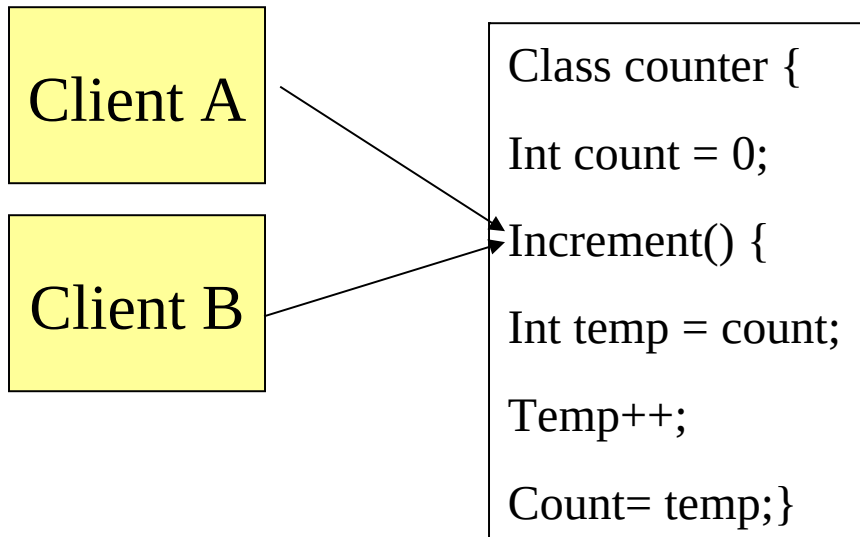 Client A
Client B
Class counter {
Int count = 0;
Increment() {
Int temp = count;
Temp++;
Count= temp;}